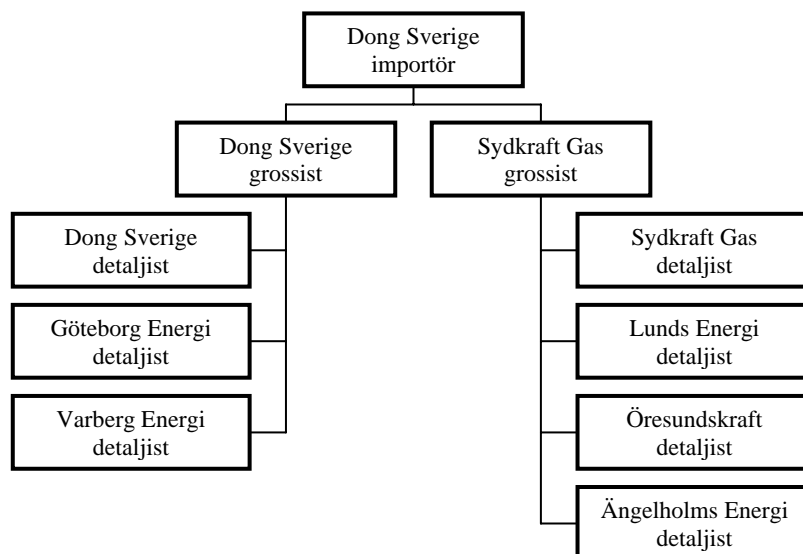 Dong Sverige
importör
Dong Sverige
grossist
Sydkraft Gas
grossist
Dong Sverige
detaljist
Sydkraft Gas
detaljist
Göteborg Energi
detaljist
Lunds Energi
detaljist
Varberg Energi
detaljist
Öresundskraft
detaljist
Ängelholms Energi
detaljist